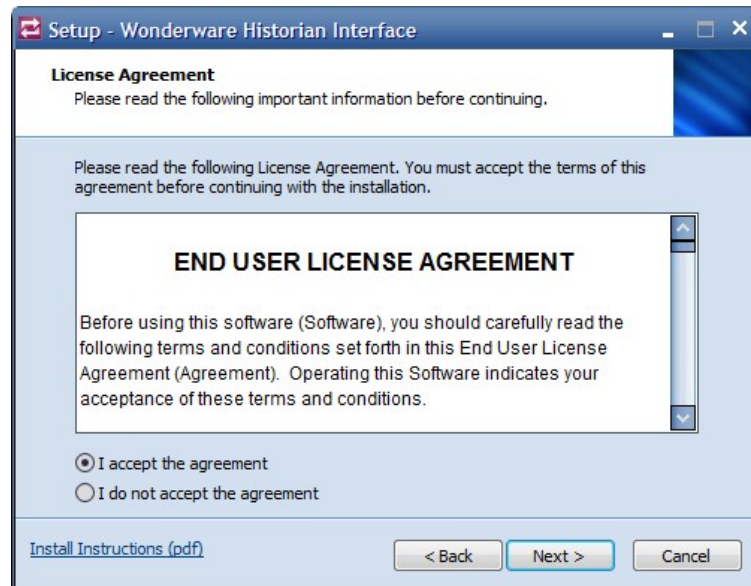 Setup - Wonderware Historian Interface
License Agreement
Please read the following important information before continuing.
Please read the following License Agreement. You must accept the terms of this
agreement before continuing with the installation.
END USER LICENSE AGREEMENT
Before using this software (Software), you should carefully read the
following terms and conditions set forth in this End User License
Agreement (Agreement).  Operating this Software indicates your
acceptance of these terms and conditions.
I accept the agreement
I do not accept the agreement
Install Instructions (pdf)
< Back
Next >
Cancel